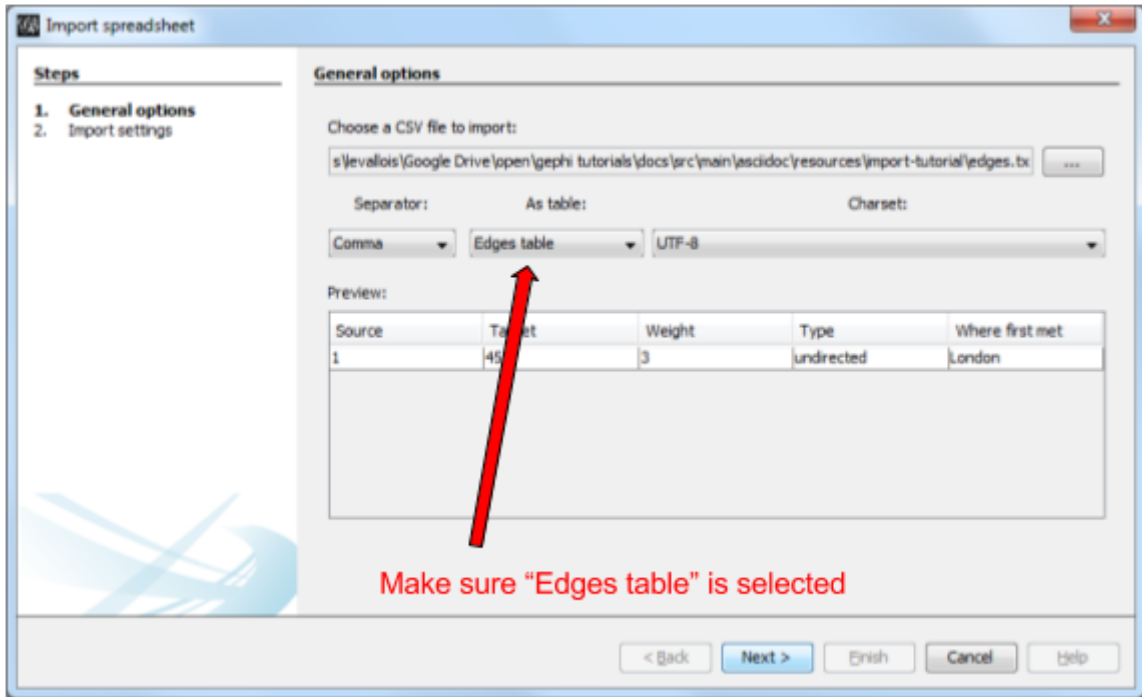 Import spreadsheet
Steps
1. General options
2. Import settings
General options
Choose a CSV file to import:
s\levallois\Google Drive\open\gephi tutorials\docs\src\main\asciidoc\resources\import-tutorial\edges.tx
...
Separator: As table: Charset:
Comma Edges table UTF-8
Preview:
Source Target Weight Type Where first met
1 45 3 undirected London
Make sure “Edges table” is selected
< Back Next > Finish Cancel Help